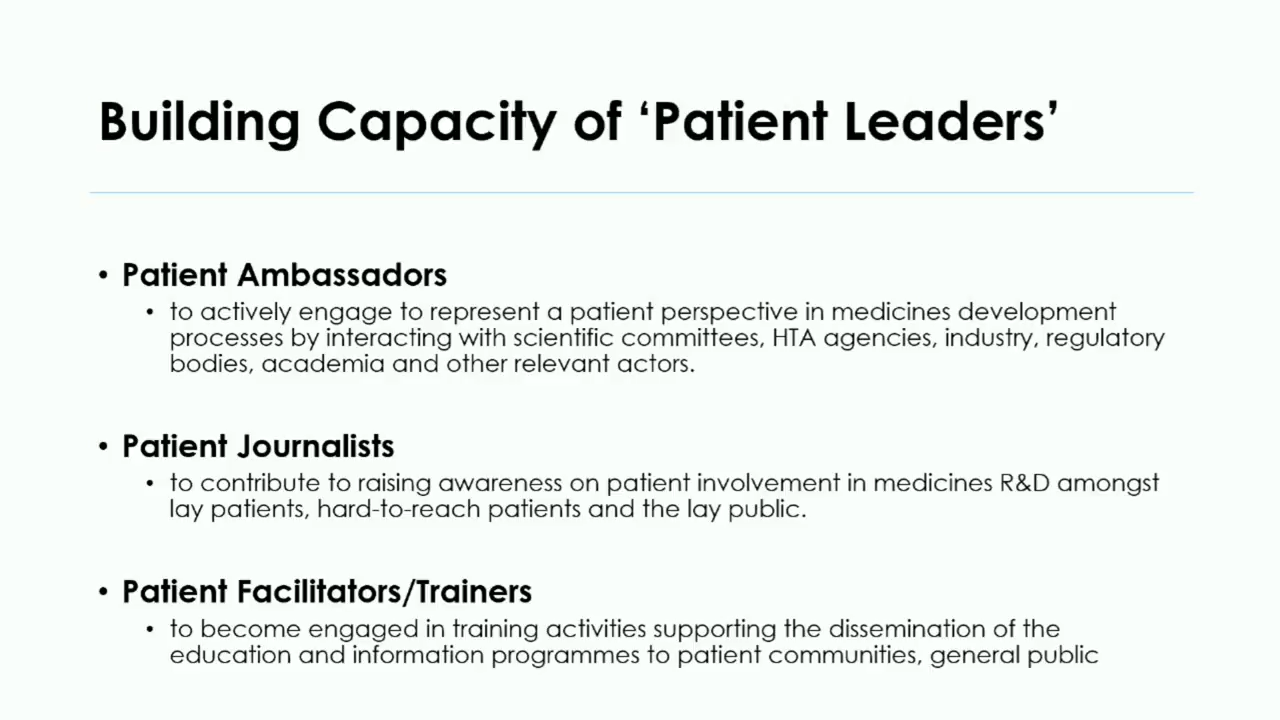 Building Capacity of ‘Patient Leaders’
• Patient Ambassadors
• to actively engage to represent a patient perspective in medicines development
processes by interacting with scientific committees, HTA agencies, industry, regulatory
bodies, academia and other relevant actors.
• Patient Journalists
• to contribute to raising awareness on patient involvement in medicines R&D amongst
lay patients, hard-to-reach patients and the lay public.
• Patient Facilitators/Trainers
• to become engaged in training activities supporting the dissemination of the
education and information programmes to patient communities, general public